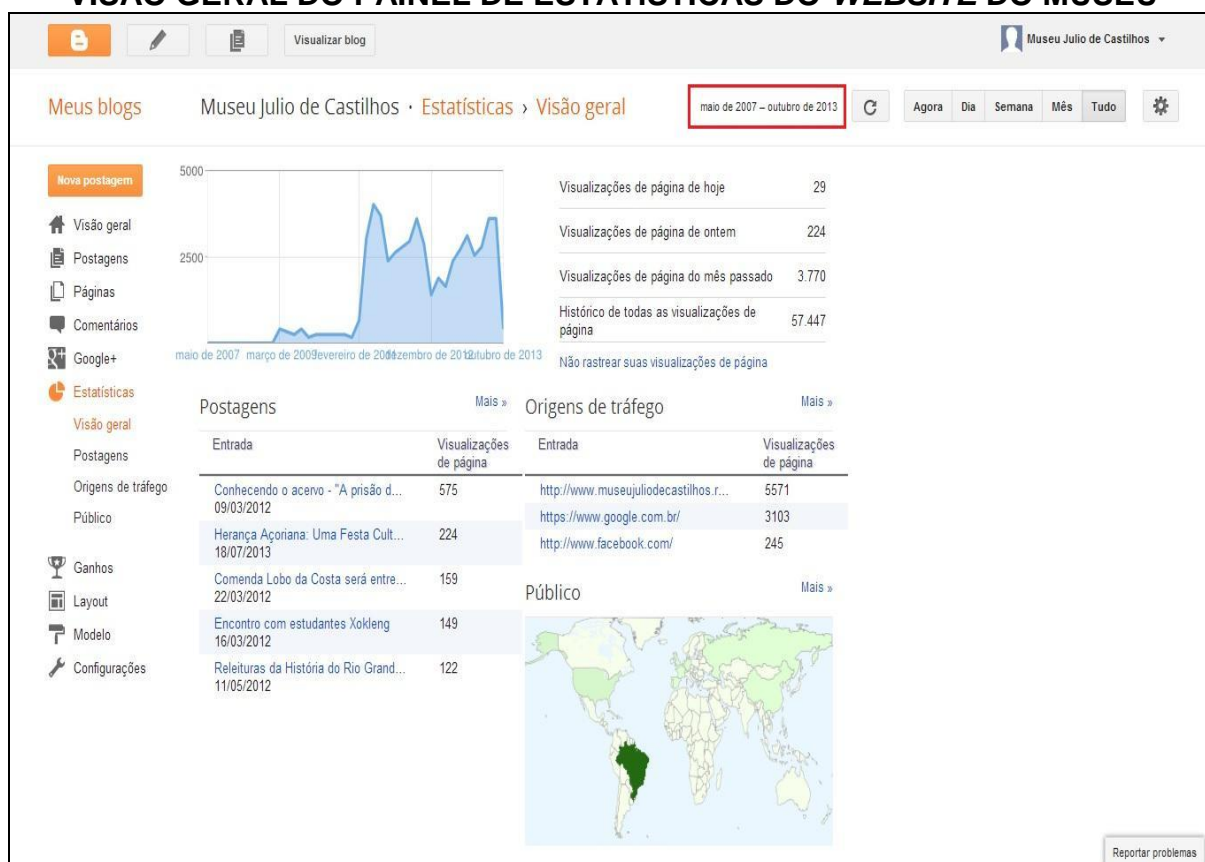 VISÃO GERAL DO PAINEL DE ESTATÍSTICAS DO WEBSITE DO MUSEU
Visualizar blog
Museu Julio de Castilhos
Meus blogs
Museu Julio de Castilhos · Estatísticas › Visão geral
maio de 2007 – outubro de 2013
Agora Dia Semana Mês Tudo
Nova postagem
Visão geral
Postagens
Páginas
Comentários
Google+
Estatísticas
Visão geral
Postagens
Origens de tráfego
Público
Ganhos
Layout
Modelo
Configurações
5000
2500
maio de 2007 março de 2009 fevereiro de 2011 dezembro de 2012 outubro de 2013
Visualizações de página de hoje 29
Visualizações de página de ontem 224
Visualizações de página do mês passado 3.770
Histórico de todas as visualizações de
página 57.447
Não rastrear suas visualizações de página
Postagens Mais »
Entrada Visualizações
de página
Conhecendo o acervo - "A prisão d... 575
09/03/2012
Herança Açoriana: Uma Festa Cult... 224
18/07/2013
Comenda Lobo da Costa será entre... 159
22/03/2012
Encontro com estudantes Xokleng 149
16/03/2012
Releituras da História do Rio Grand... 122
11/05/2012
Origens de tráfego Mais »
Entrada Visualizações
de página
http://www.museujuliodecastilhos.r... 5571
https://www.google.com.br/ 3103
http://www.facebook.com/ 245
Público Mais »
Reportar problemas